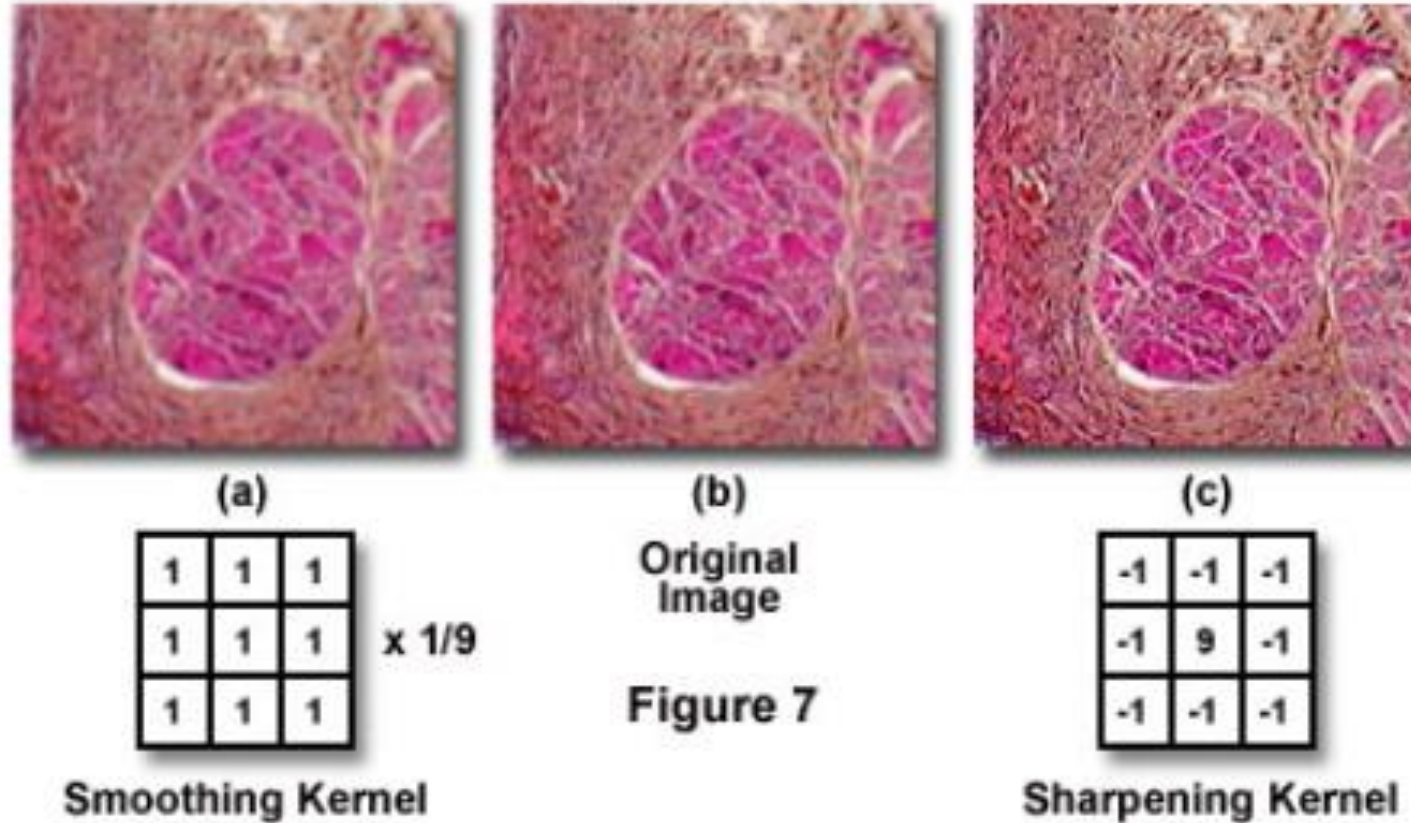 (a)
1 1 1
1 1 1
1 1 1
x 1/9
Smoothing Kernel
(b)
Original
Image
Figure 7
(c)
-1 -1 -1
-1 9 -1
-1 -1 -1
Sharpening Kernel